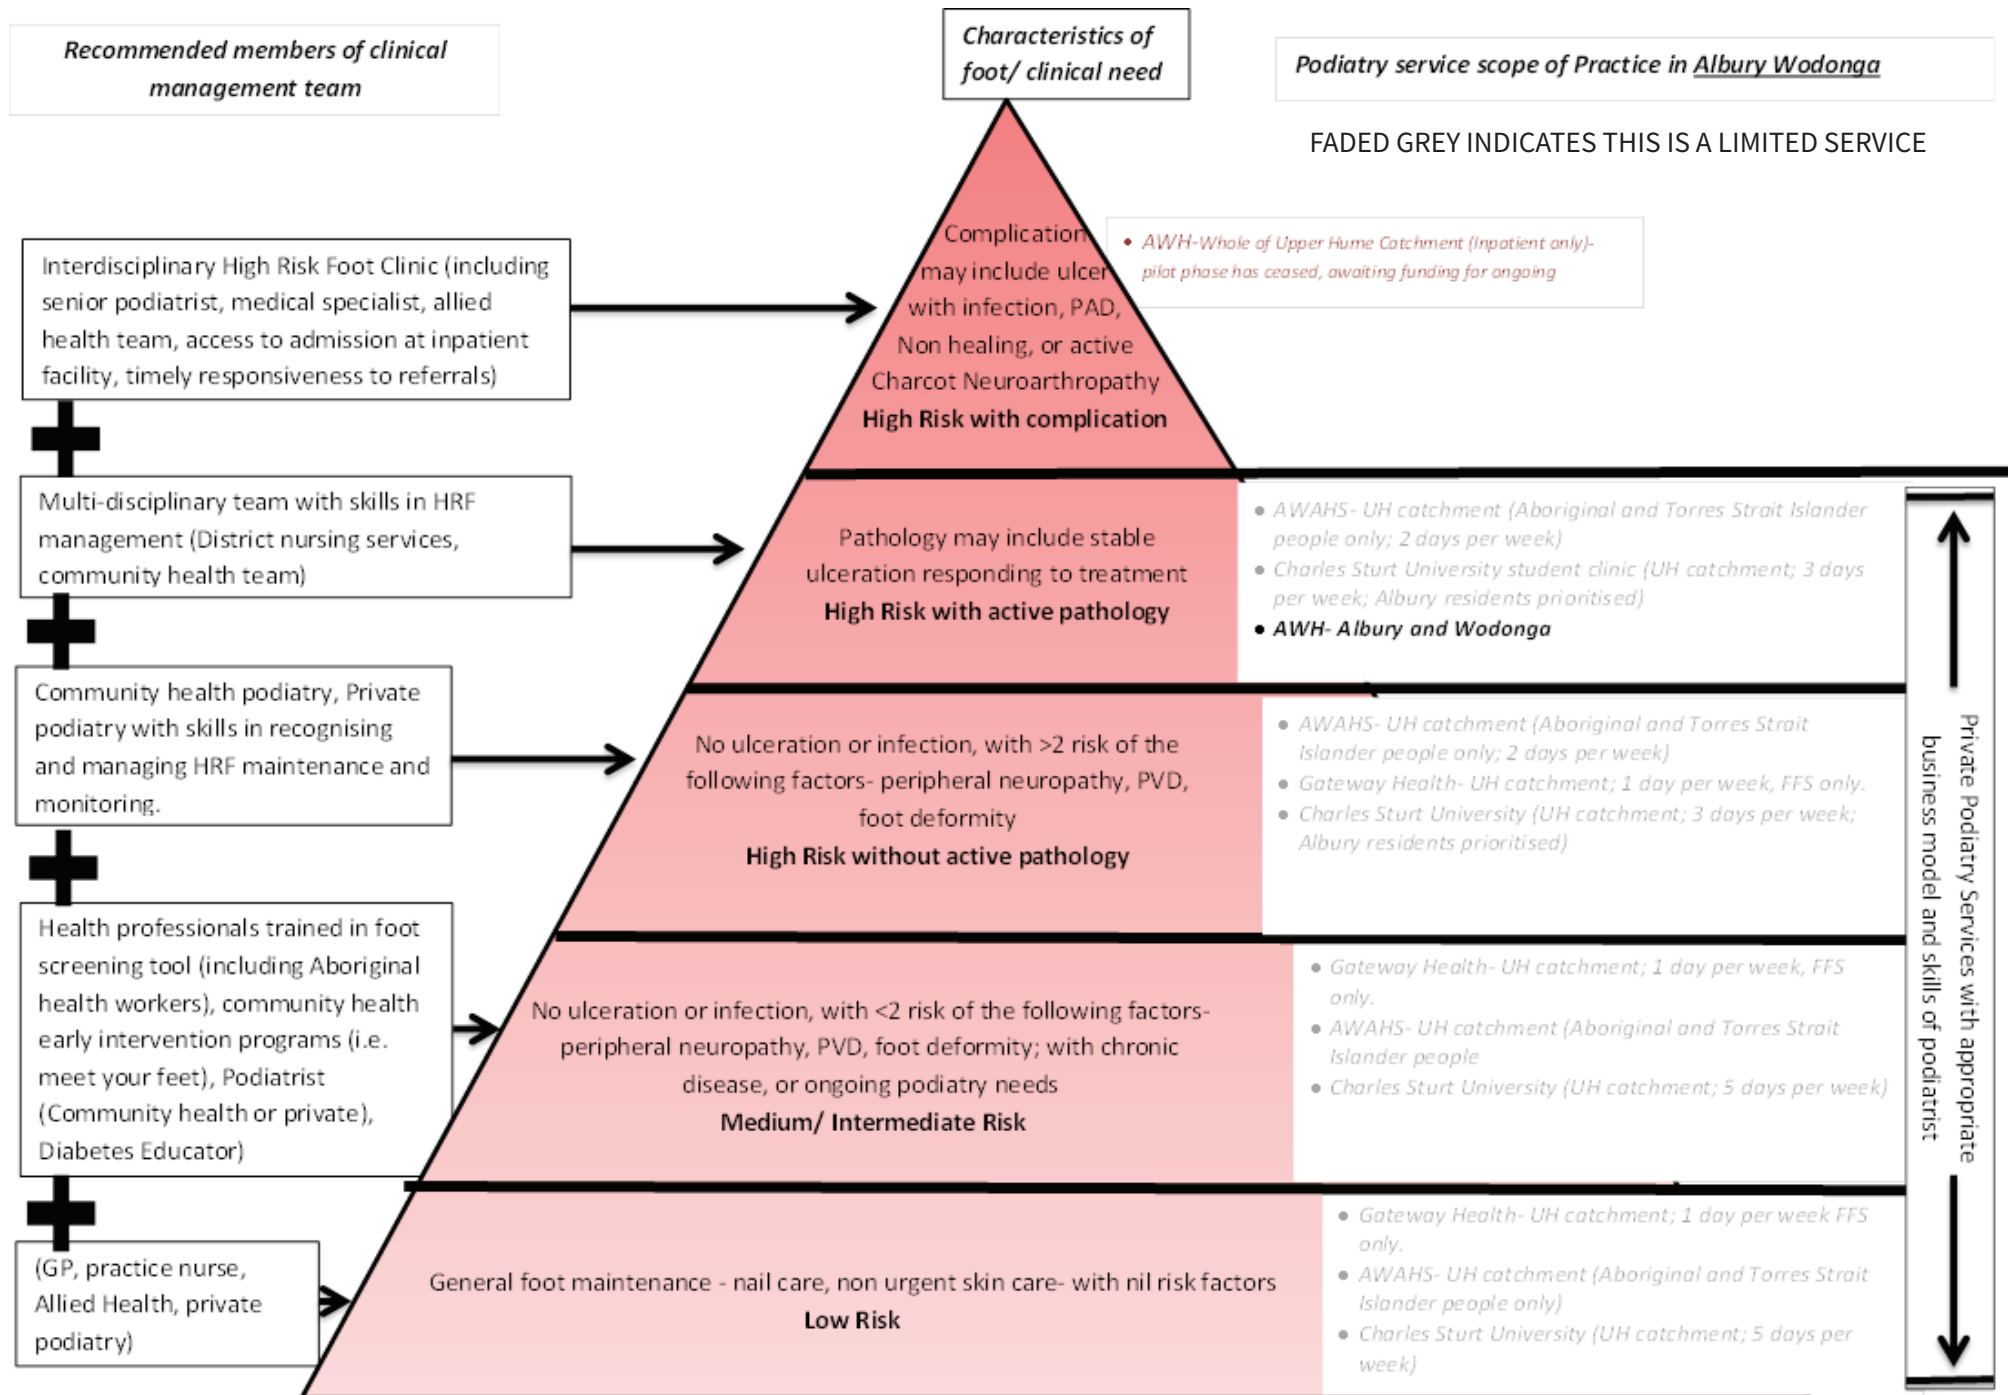 Recommended members of clinical
management team
Characteristics of
foot/ clinical need
Podiatry service scope of Practice in Albury Wodonga
FADED GREY INDICATES THIS IS A LIMITED SERVICE
Interdisciplinary High Risk Foot Clinic (including
senior podiatrist, medical specialist, allied
health team, access to admission at inpatient
facility, timely responsiveness to referrals)
Complication
may include ulcer
with infection, PAD,
Non healing, or active
Charcot Neuroarthropathy
High Risk with complication
• AWH-Whole of Upper Hume Catchment (Inpatient only)-
pilot phase has ceased, awaiting funding for ongoing
Multi-disciplinary team with skills in HRF
management (District nursing services,
community health team)
Pathology may include stable
ulceration responding to treatment
High Risk with active pathology
• AWAHS- UH catchment (Aboriginal and Torres Strait Islander
people only; 2 days per week)
• Charles Sturt University student clinic (UH catchment; 3 days
per week; Albury residents prioritised)
• AWH- Albury and Wodonga
Community health podiatry, Private
podiatry with skills in recognising
and managing HRF maintenance and
monitoring.
No ulceration or infection, with >2 risk of the
following factors- peripheral neuropathy, PVD,
foot deformity
High Risk without active pathology
• AWAHS- UH catchment (Aboriginal and Torres Strait
Islander people only; 2 days per week)
• Gateway Health- UH catchment; 1 day per week, FFS only.
• Charles Sturt University (UH catchment; 3 days per week;
Albury residents prioritised)
Health professionals trained in foot
screening tool (including Aboriginal
health workers), community health
early intervention programs (i.e.
meet your feet), Podiatrist
(Community health or private),
Diabetes Educator)
No ulceration or infection, with <2 risk of the following factors-
peripheral neuropathy, PVD, foot deformity; with chronic
disease, or ongoing podiatry needs
Medium/ Intermediate Risk
• Gateway Health- UH catchment; 1 day per week, FFS
only.
• AWAHS- UH catchment (Aboriginal and Torres Strait
Islander people
• Charles Sturt University (UH catchment; 5 days per week)
(GP, practice nurse,
Allied Health, private
podiatry)
General foot maintenance - nail care, non urgent skin care- with nil risk factors
Low Risk
• Gateway Health- UH catchment; 1 day per week FFS
only.
• AWAHS- UH catchment (Aboriginal and Torres Strait
Islander people only)
• Charles Sturt University (UH catchment; 5 days per
week)
Private Podiatry Services with appropriate
business model and skills of podiatrist